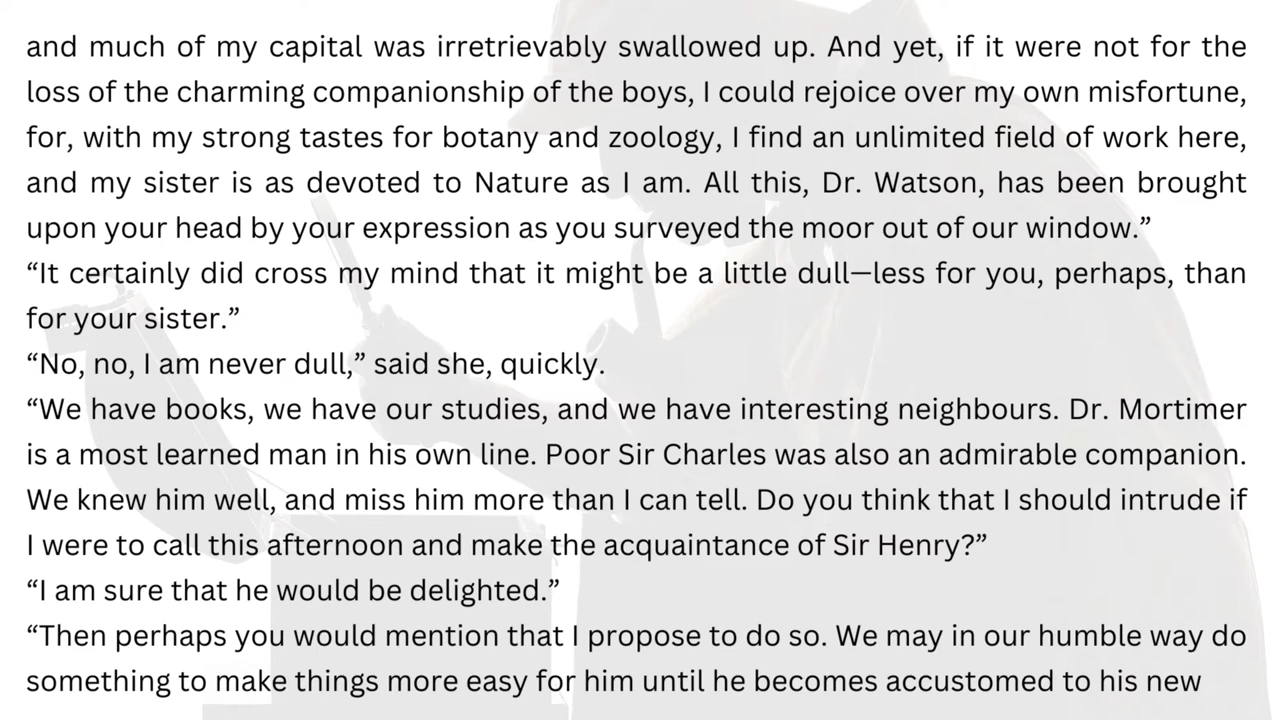 and much of my capital was irretrievably swallowed up. And yet, if it were not for the
loss of the charming companionship of the boys, I could rejoice over my own misfortune,
for, with my strong tastes for botany and zoology, I find an unlimited field of work here,
and my sister is as devoted to Nature as I am. All this, Dr. Watson, has been brought
upon your head by your expression as you surveyed the moor out of our window.”
“It certainly did cross my mind that it might be a little dull—less for you, perhaps, than
for your sister.”
“No, no, I am never dull,” said she, quickly.
“We have books, we have our studies, and we have interesting neighbours. Dr. Mortimer
is a most learned man in his own line. Poor Sir Charles was also an admirable companion.
We knew him well, and miss him more than I can tell. Do you think that I should intrude if
I were to call this afternoon and make the acquaintance of Sir Henry?”
“I am sure that he would be delighted.”
“Then perhaps you would mention that I propose to do so. We may in our humble way do
something to make things more easy for him until he becomes accustomed to his new